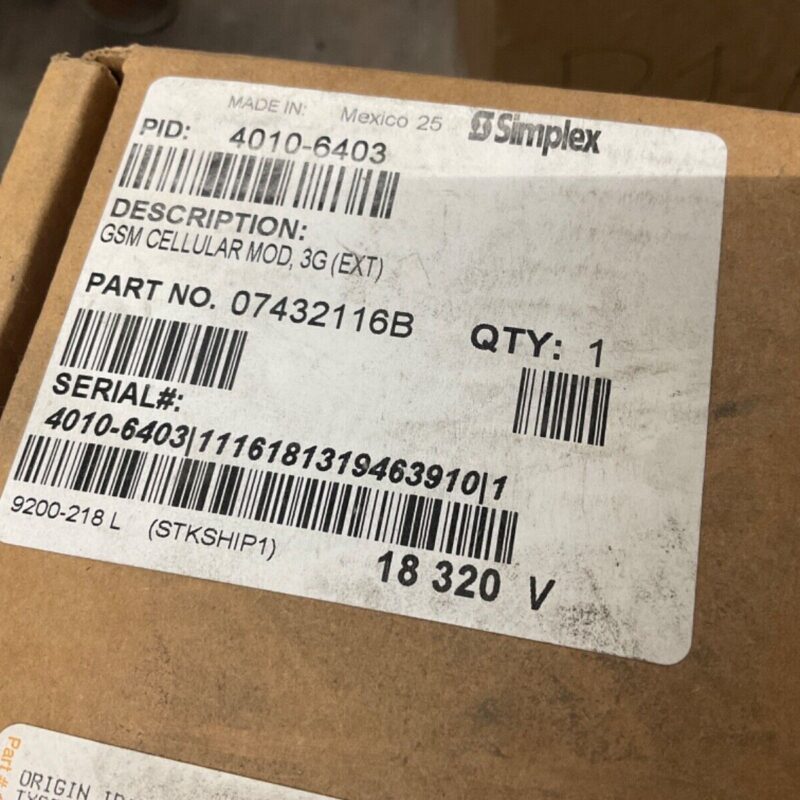 MADE IN: Mexico 25 Simplex
PID: 4010-6403
DESCRIPTION:
GSM CELLULAR MOD, 3G (EXT)
PART NO. 07432116B QTY: 1
SERIAL#:
4010-6403|1116181319463910|1
9200-218 L (STKSHIP1)
18 320 V
Part#
ORIGIN